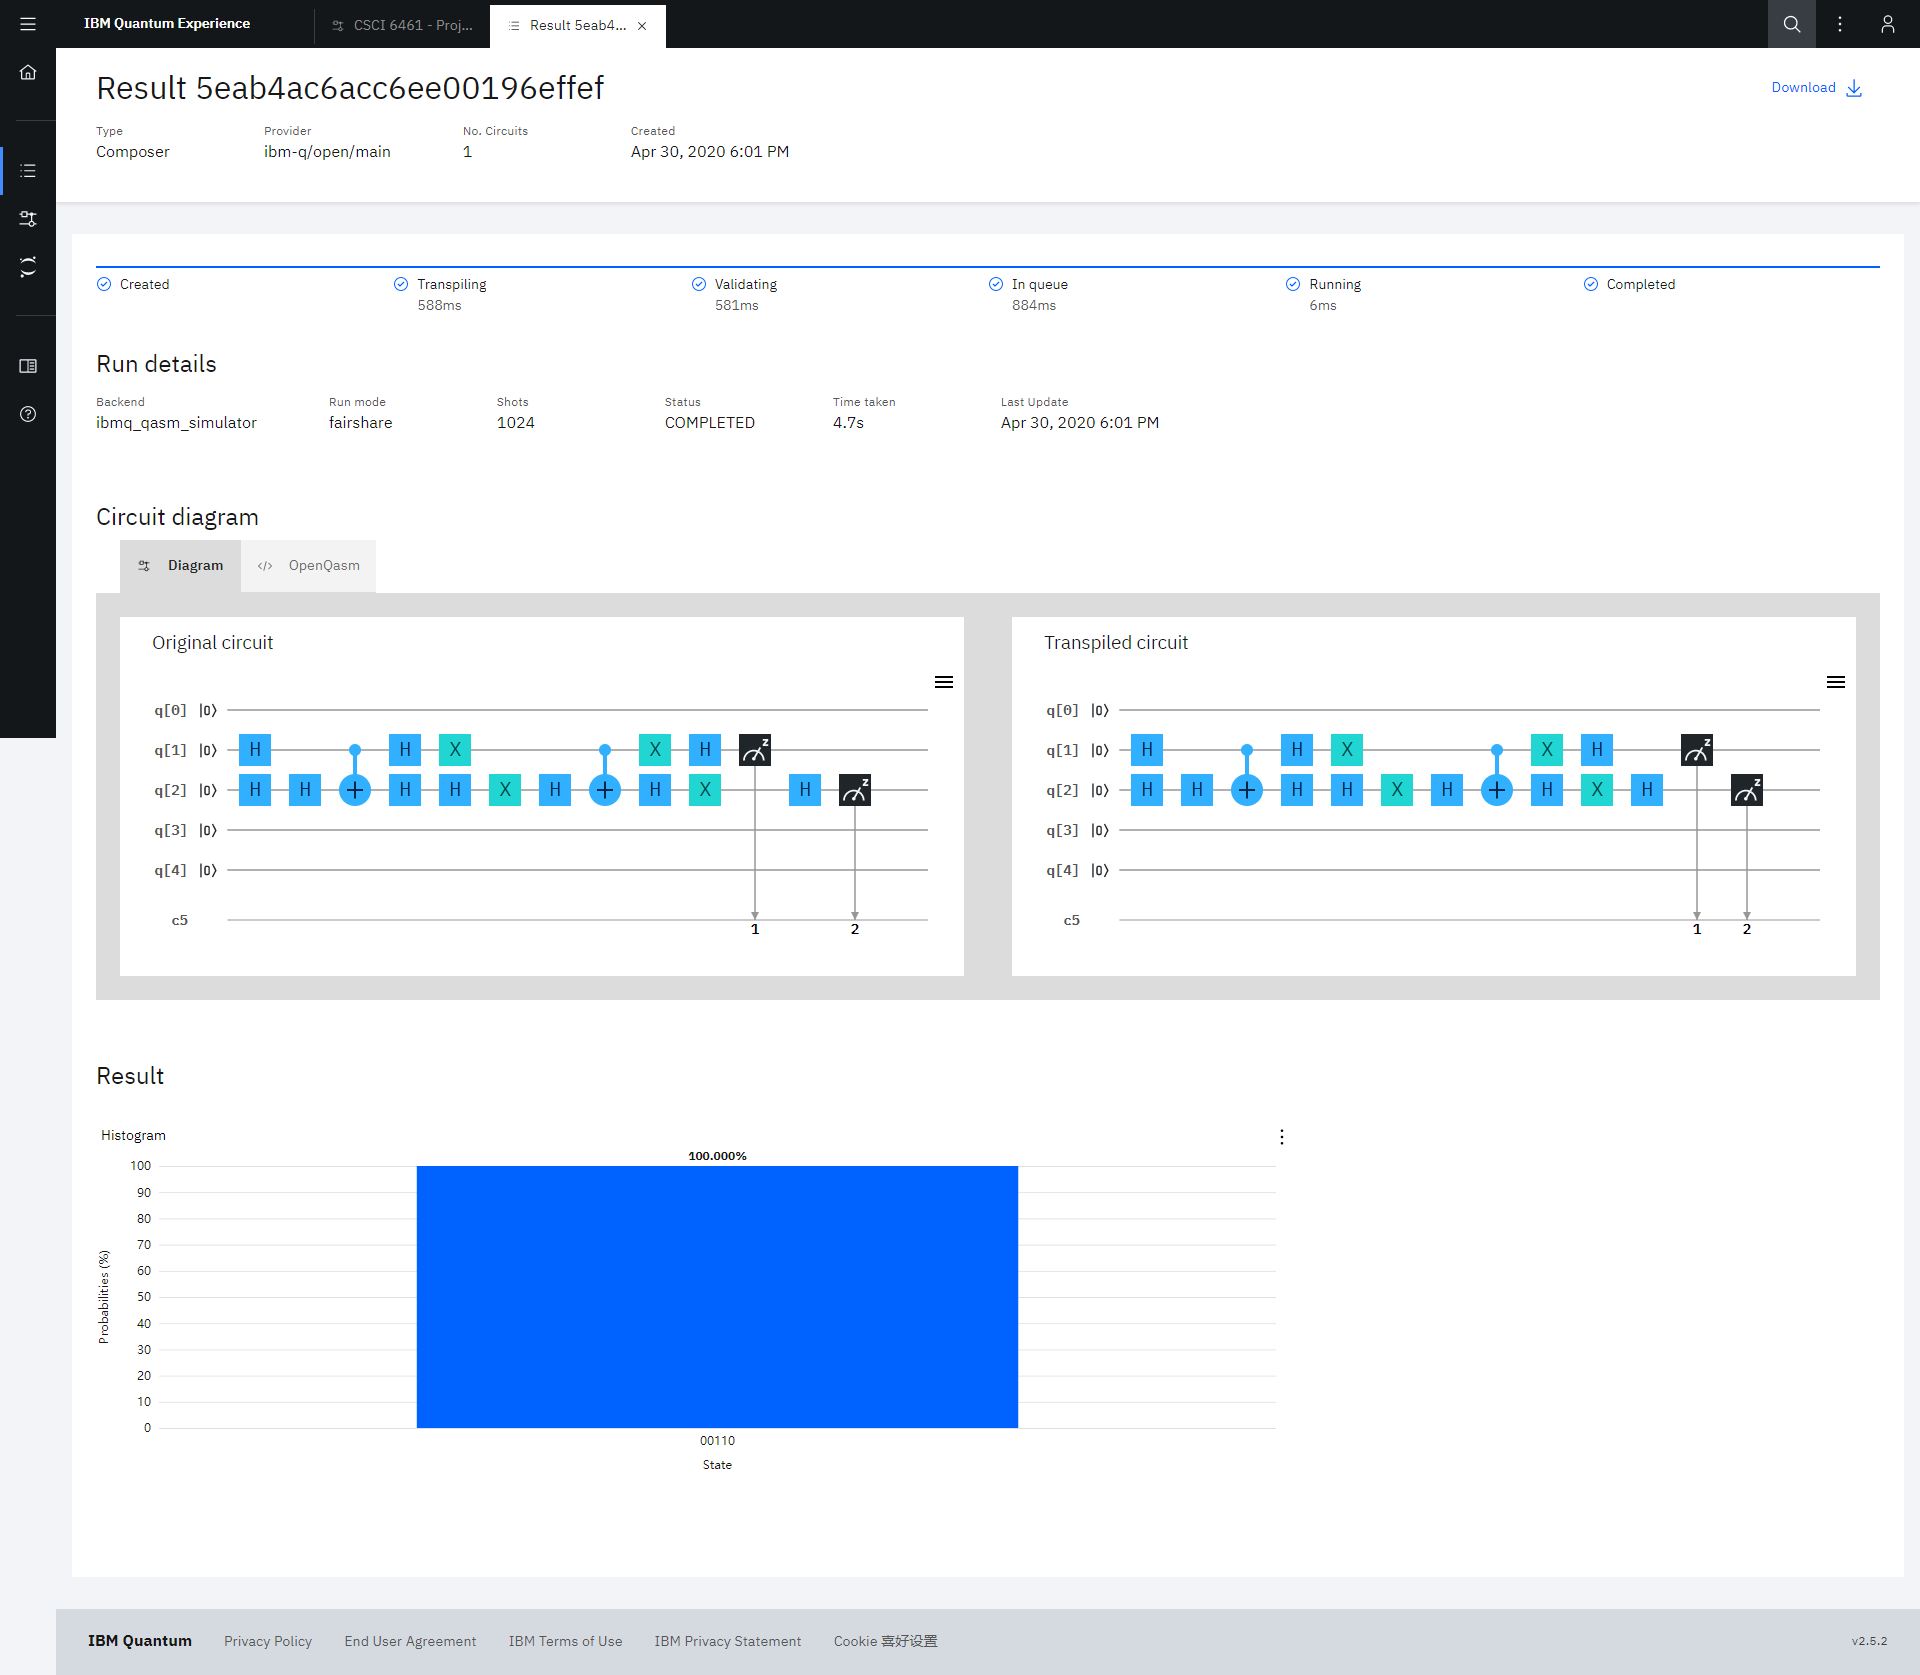 IBM Quantum Experience
CSCI 6461 - Proj...
Result 5eab4...
Result 5eab4ac6acc6ee00196effef
Download
Type
Provider
No. Circuits
Created
Composer
ibm-q/open/main
1
Apr 30, 2020 6:01 PM
Created
Transpiling
Validating
In queue
Running
Completed
588ms
581ms
884ms
6ms
Run details
Backend
Run mode
Shots
Status
Time taken
Last Update
ibmq_qasm_simulator
fairshare
1024
COMPLETED
4.7s
Apr 30, 2020 6:01 PM
Circuit diagram
Diagram
</> OpenQasm
Original circuit
q[0] |0⟩
q[1] |0⟩ H H X X H z
q[2] |0⟩ H H + H H X H + H X H z
q[3] |0⟩
q[4] |0⟩
c5
1 2
Transpiled circuit
q[0] |0⟩
q[1] |0⟩ H H X X H z
q[2] |0⟩ H H + H H X H + H X H z
q[3] |0⟩
q[4] |0⟩
c5
1 2
Result
Histogram
100.000%
100
90
80
70
60
50
40
30
20
10
0
Probabilities (%)
00110
State
IBM Quantum
Privacy Policy
End User Agreement
IBM Terms of Use
IBM Privacy Statement
Cookie 喜好设置
v2.5.2